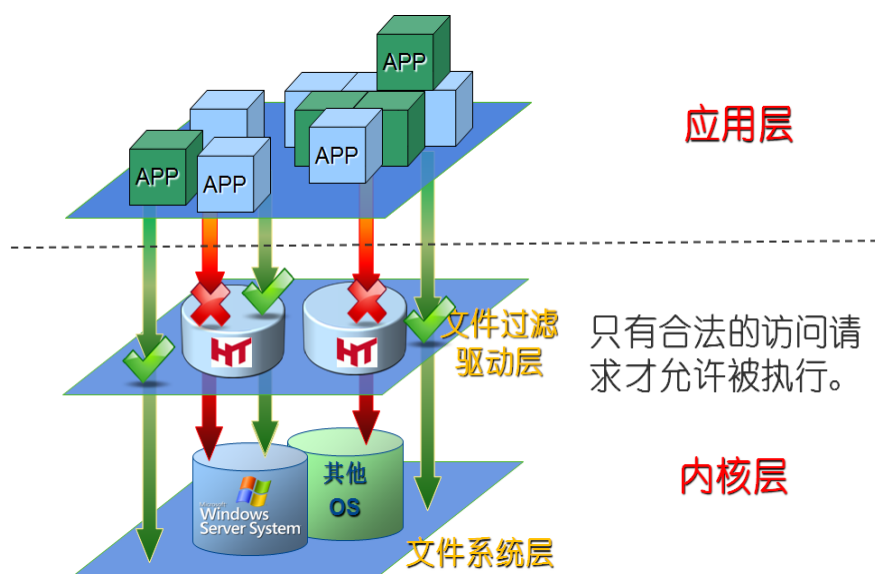 APP
应用层
APP
APP
APP
文件过滤
驱动层
只有合法的访问请
求才允许被执行。
HT
HT
内核层
其他
OS
Microsoft
Windows
Server System
文件系统层